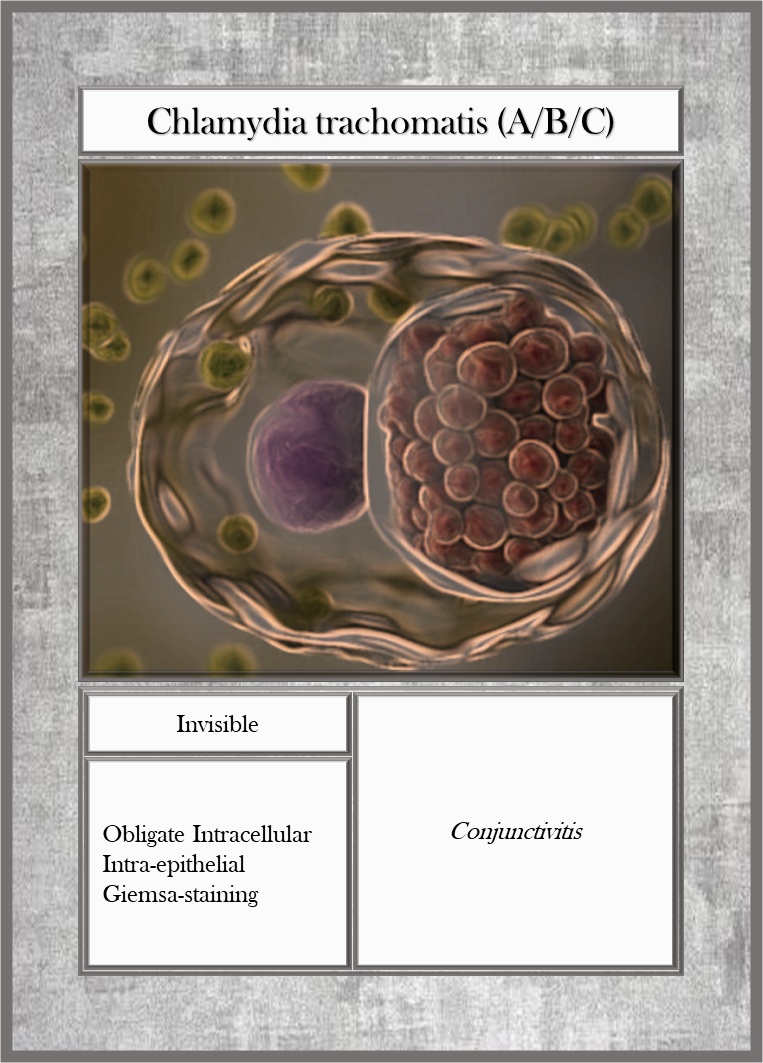 Chlamydia trachomatis (A/B/C)
Invisible
Obligate Intracellular
Intra-epithelial
Giemsa-staining
Conjunctivitis